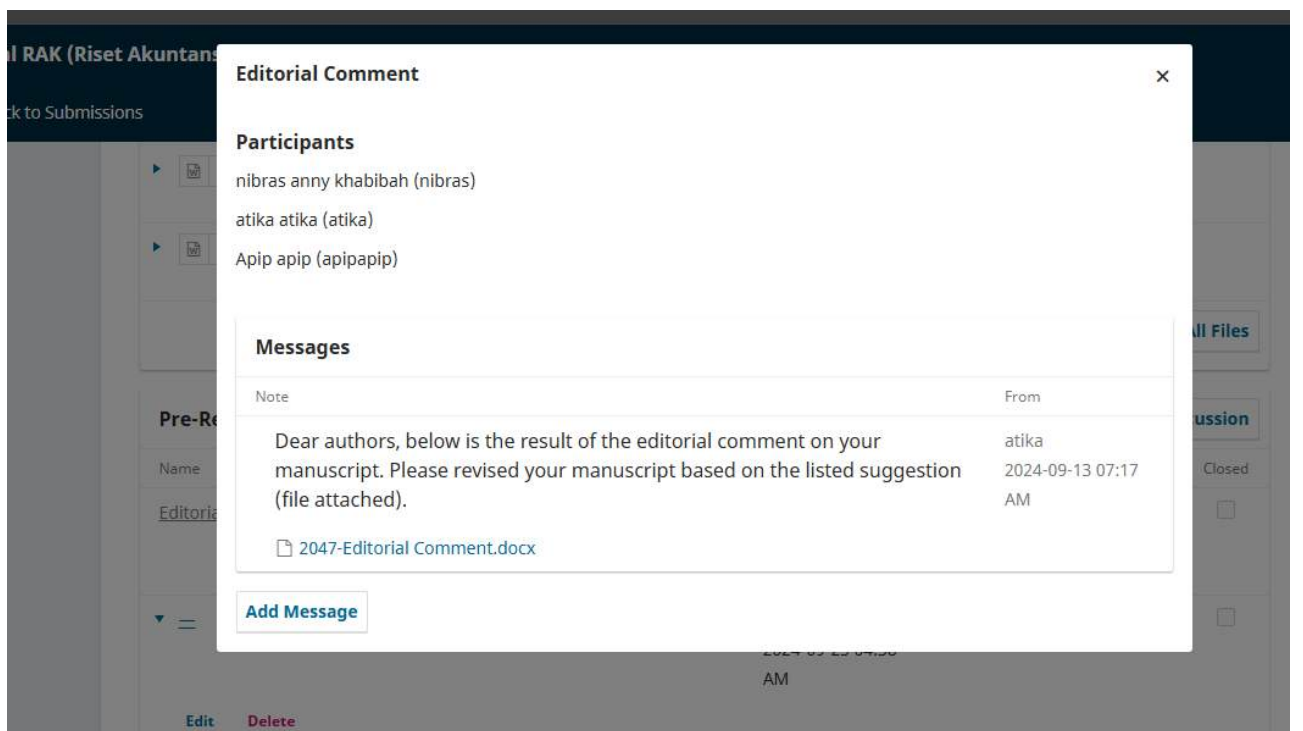 l RAK (Riset Akuntans
ck to Submissions
Editorial Comment
×
Participants
nibras anny khabibah (nibras)
atika atika (atika)
Apip apip (apipapip)
Messages
Note From
Dear authors, below is the result of the editorial comment on your
manuscript. Please revised your manuscript based on the listed suggestion
(file attached).
atika
2024-09-13 07:17
AM
2047-Editorial Comment.docx
Add Message
All Files
Pre-Re
ussion
Name
Closed
Editoria
AM
Edit Delete